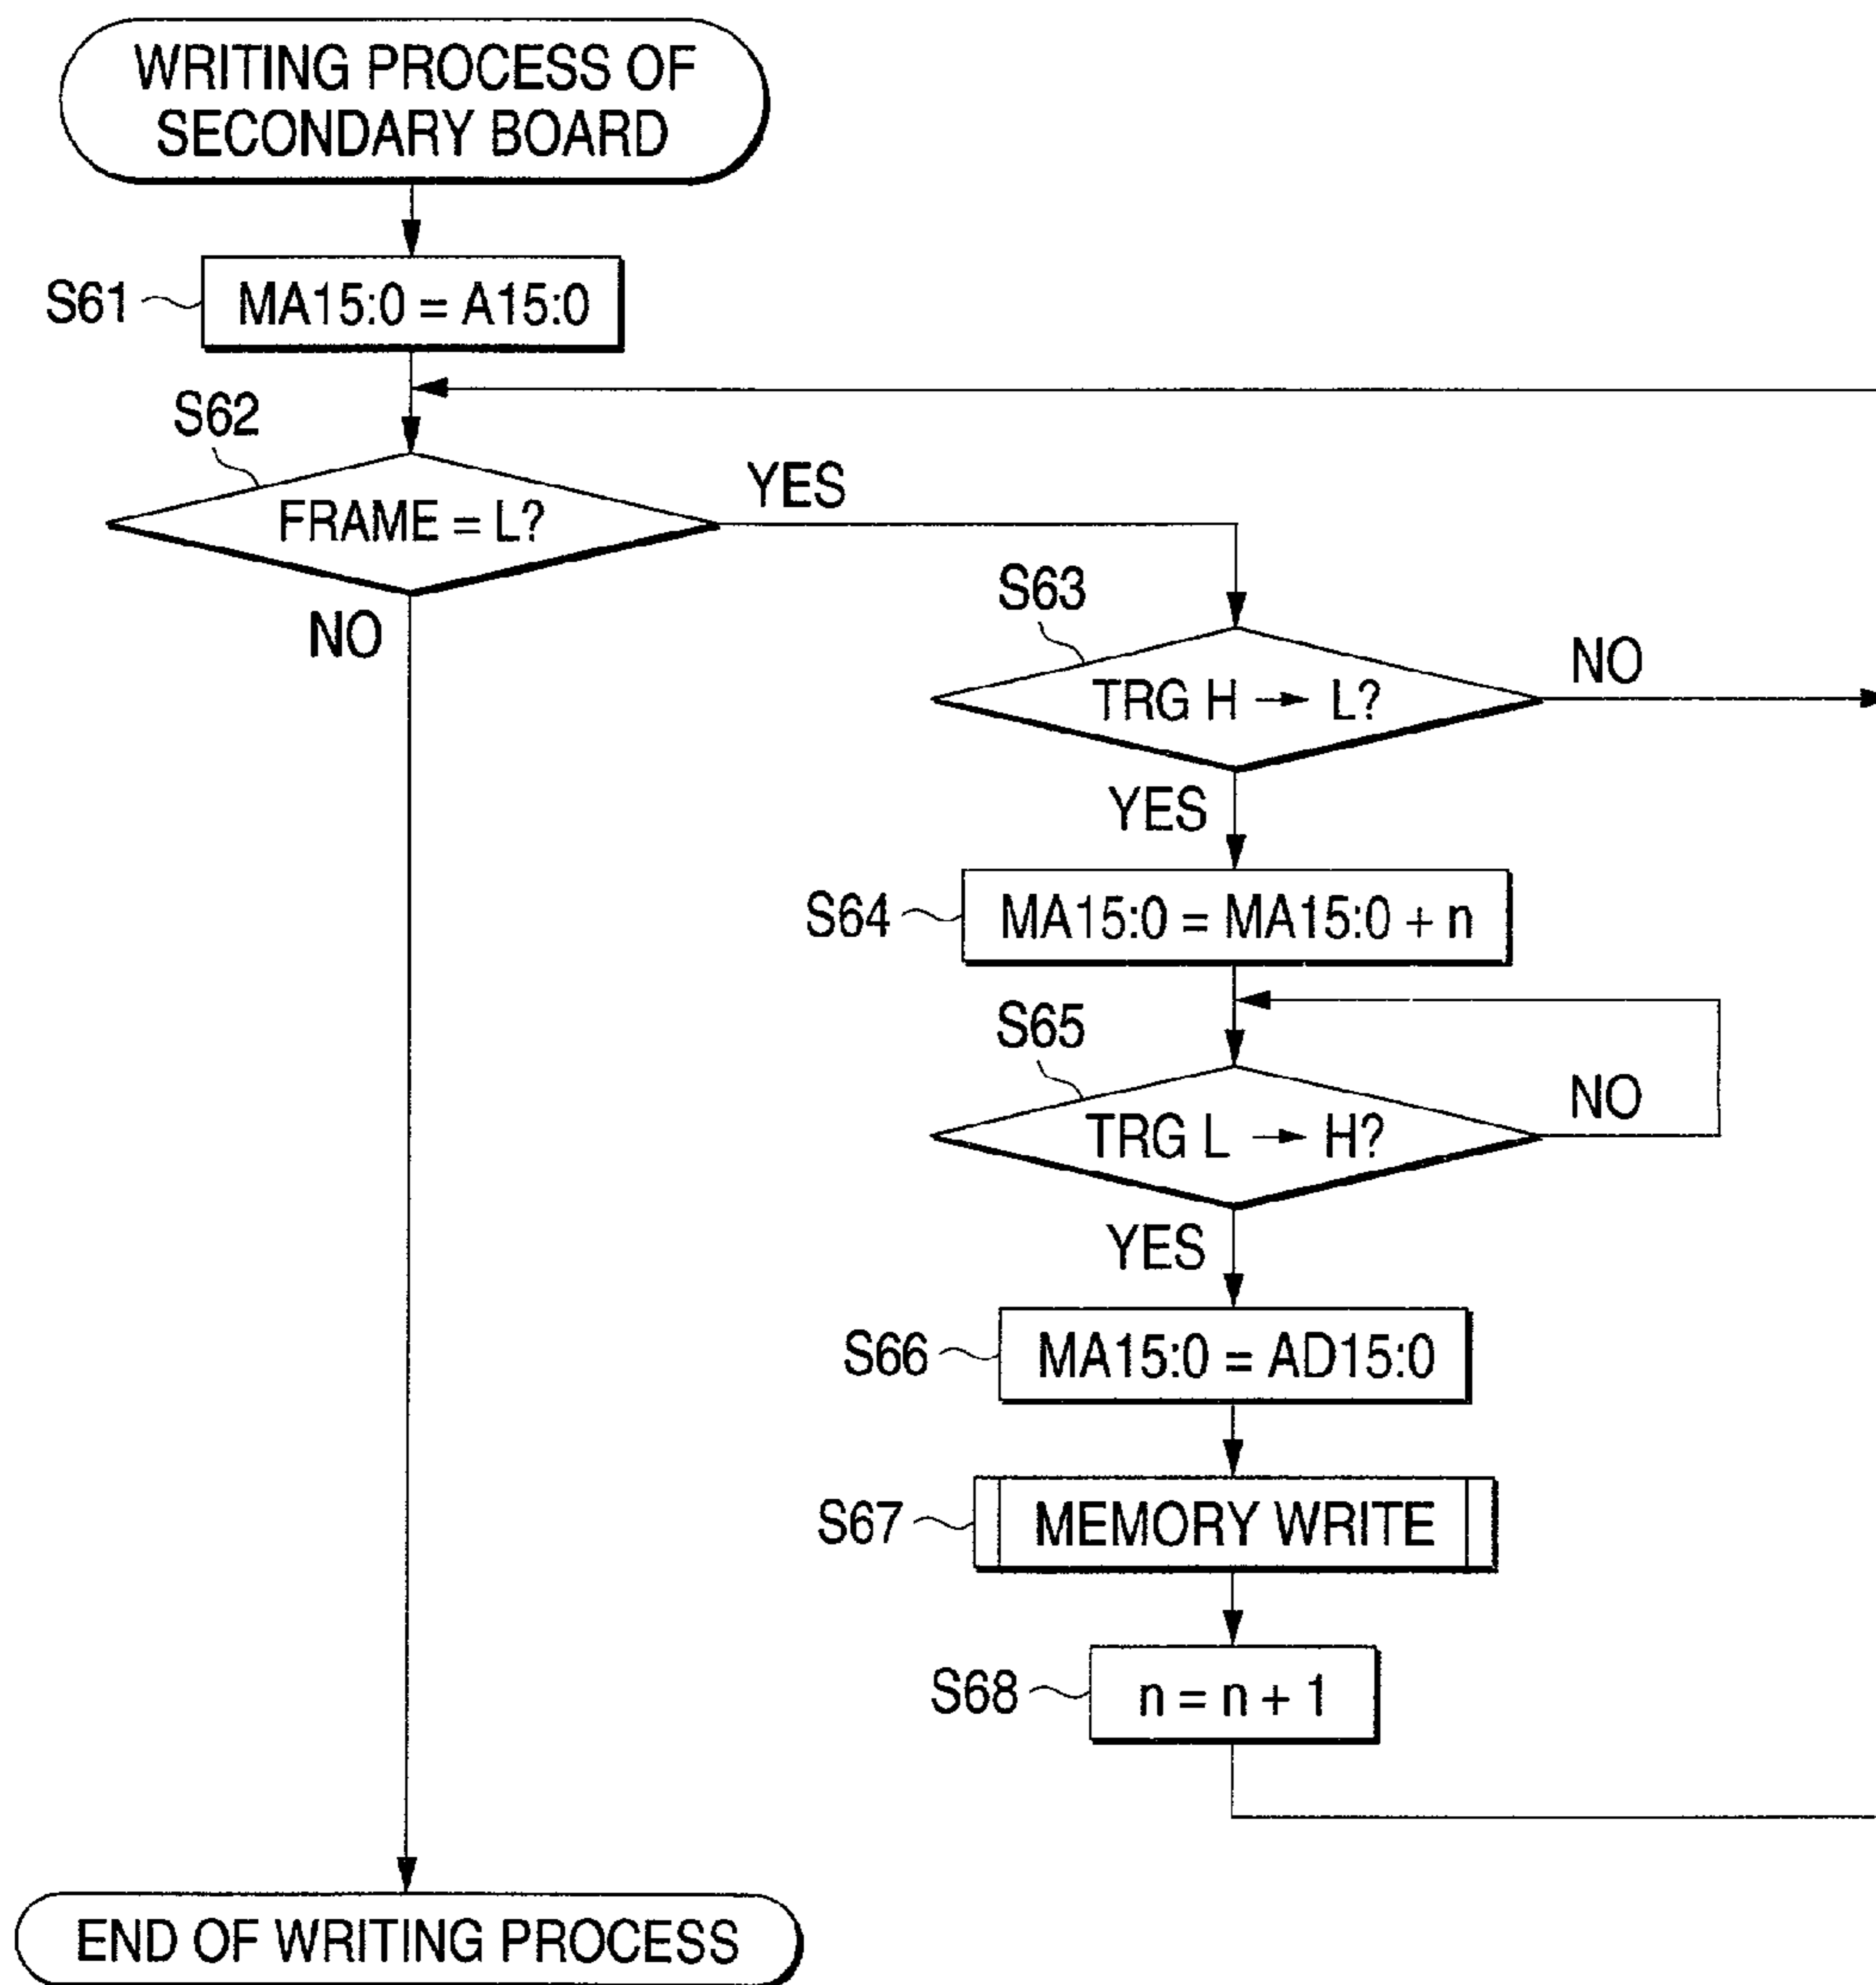 WRITING PROCESS OF
SECONDARY BOARD
S61
MA15:0 = A15:0
S62
FRAME = L?
YES
NO
S63
TRG H → L?
NO
YES
S64
MA15:0 = MA15:0 + n
S65
TRG L → H?
NO
YES
S66
MA15:0 = AD15:0
S67
MEMORY WRITE
S68
n = n + 1
END OF WRITING PROCESS